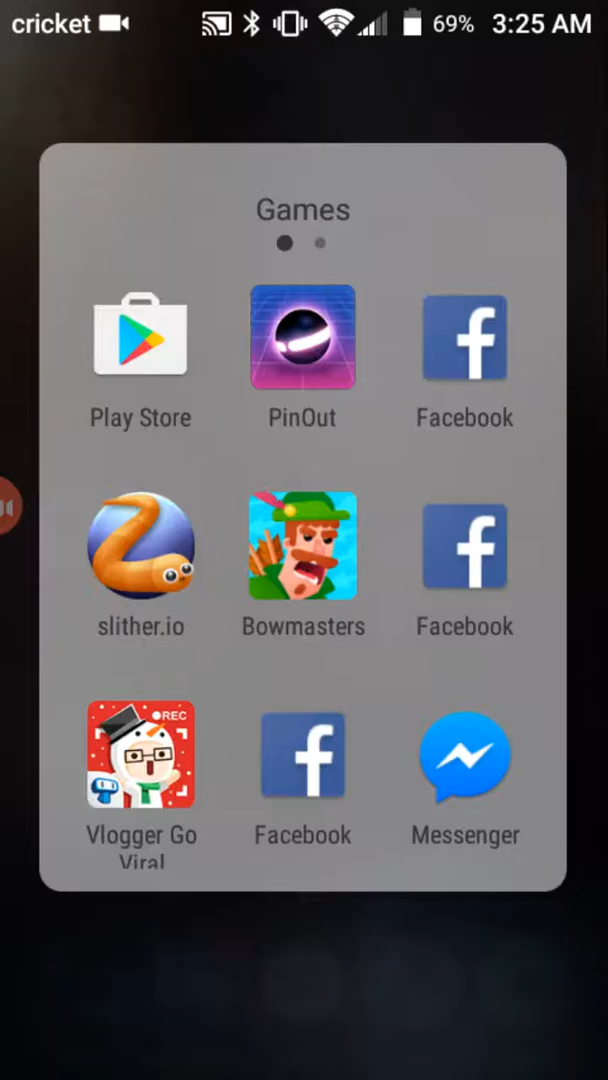 cricket 69% 3:25 AM
Games
Play Store PinOut Facebook
slither.io Bowmasters Facebook
REC
Vlogger Go Facebook Messenger
Viral